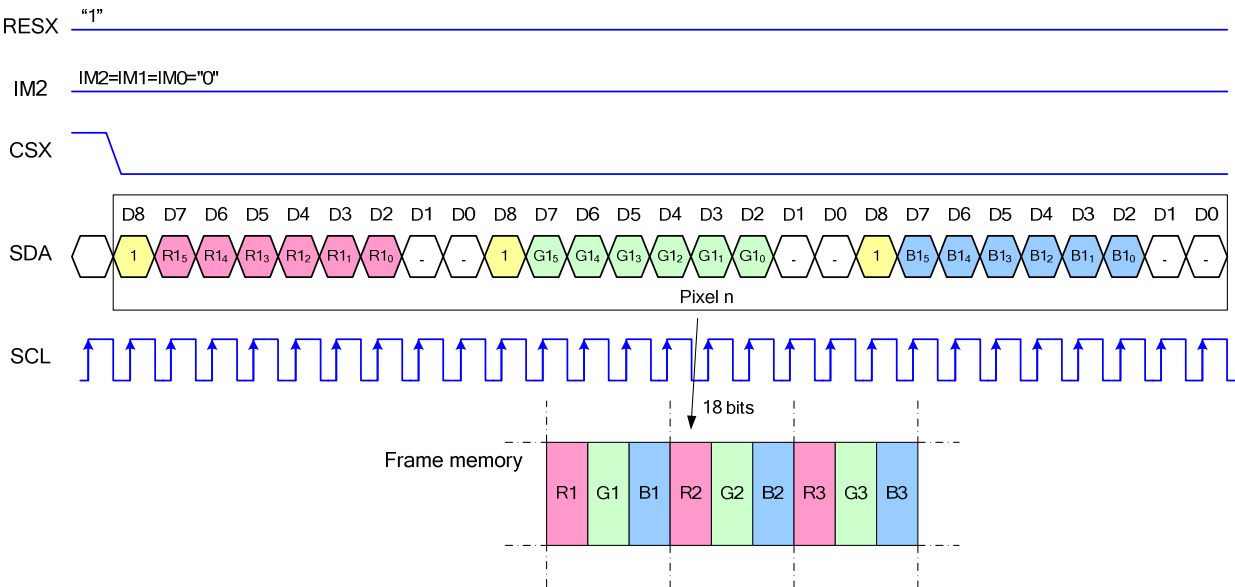 RESX "1"
IM2 IM2=IM1=IM0="0"
CSX
D8 D7 D6 D5 D4 D3 D2 D1 D0 D8 D7 D6 D5 D4 D3 D2 D1 D0 D8 D7 D6 D5 D4 D3 D2 D1 D0
SDA 1 R1₅ R1₄ R1₃ R1₂ R1₁ R1₀ - - 1 G1₅ G1₄ G1₃ G1₂ G1₁ G1₀ - - 1 B1₅ B1₄ B1₃ B1₂ B1₁ B1₀ - -
Pixel n
SCL
18 bits
Frame memory
R1 G1 B1 R2 G2 B2 R3 G3 B3